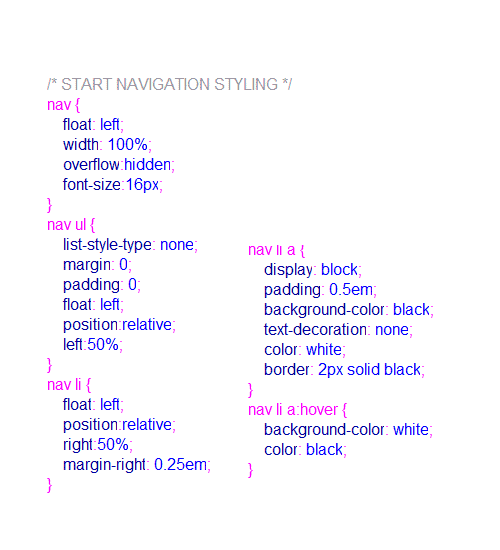 /* START NAVIGATION STYLING */
nav {
    float: left;
    width: 100%;
    overflow:hidden;
    font-size:16px;
}
nav ul {
    list-style-type: none;
    margin: 0;
    padding: 0;
    float: left;
    position:relative;
    left:50%;
}
nav li {
    float: left;
    position:relative;
    right:50%;
    margin-right: 0.25em;
}
nav li a {
    display: block;
    padding: 0.5em;
    background-color: black;
    text-decoration: none;
    color: white;
    border: 2px solid black;
}
nav li a:hover {
    background-color: white;
    color: black;
}